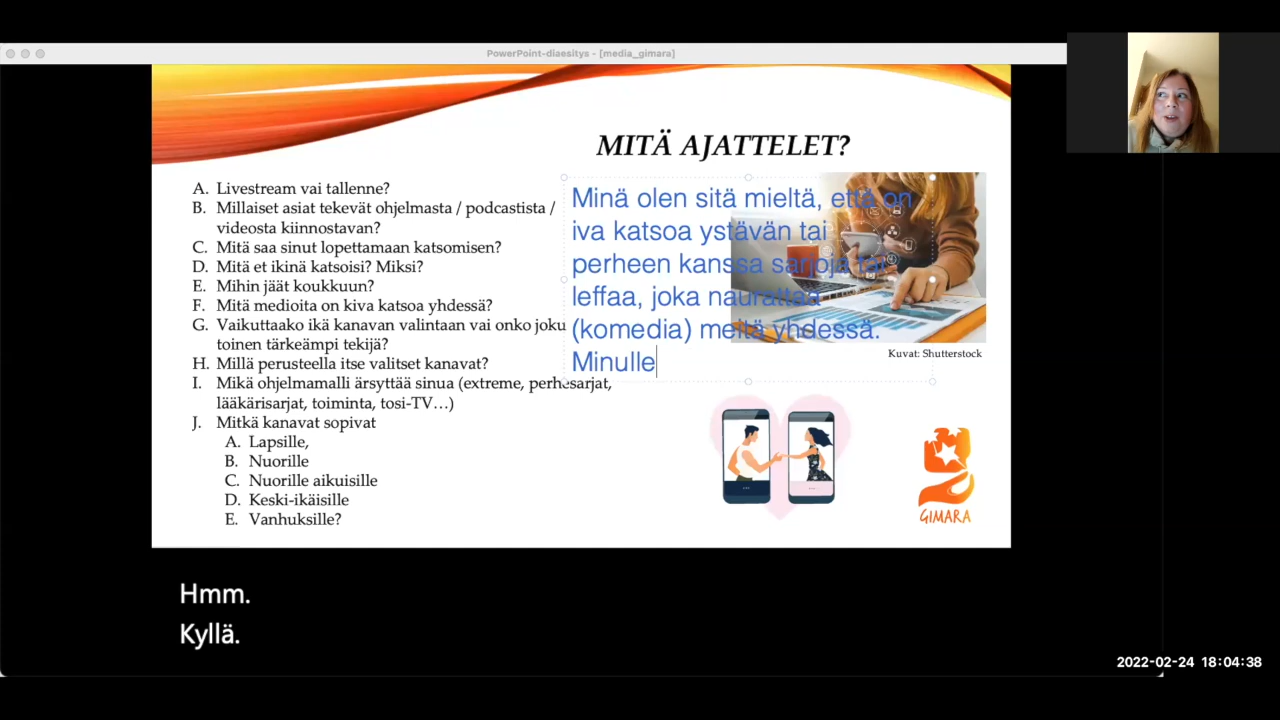 PowerPoint-diaesitys - [media_gimara]
MITÄ AJATTELET?
A. Livestream vai tallenne?
B. Millaiset asiat tekevät ohjelmasta / podcastista /
videosta kiinnostavan?
C. Mitä saa sinut lopettamaan katsomisen?
D. Mitä et ikinä katsoisi? Miksi?
E. Mihin jäät koukkuun?
F. Mitä medioita on kiva katsoa yhdessä?
G. Vaikuttaako ikä kanavan valintaan vai onko joku
toinen tärkeämpi tekijä?
H. Millä perusteella itse valitset kanavat?
I. Mikä ohjelmamalli ärsyttää sinua (extreme, perhesarjat,
lääkärisarjat, toiminta, tosi-TV…)
J. Mitkä kanavat sopivat
A. Lapsille,
B. Nuorille
C. Nuorille aikuisille
D. Keski-ikäisille
E. Vanhuksille?
Minä olen sitä mieltä, että on
iva katsoa ystävän tai
perheen kanssa sarjoja tai
leffaa, joka naurattaa
(komedia) meitä yhdessä.
Minulle
Kuvat: Shutterstock
GIMARA
Hmm.
Kyllä.
2022-02-24 18:04:38